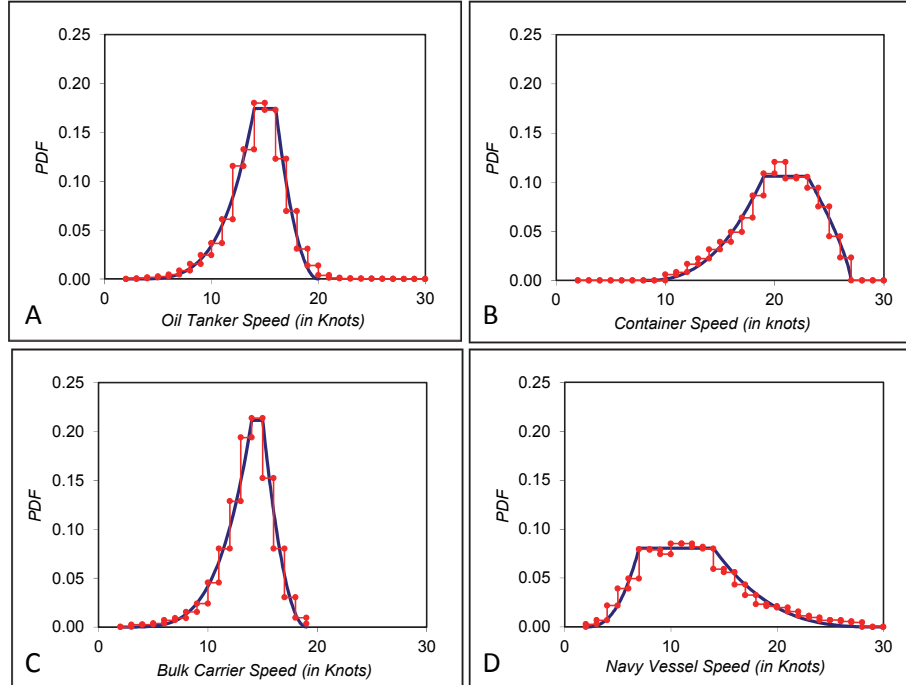 0.25
0.20
0.15
0.10
0.05
0.00
PDF
0 10 20 30
A
Oil Tanker Speed (in Knots)
0.25
0.20
0.15
0.10
0.05
0.00
PDF
0 10 20 30
B
Container Speed (in knots)
0.25
0.20
0.15
0.10
0.05
0.00
PDF
0 10 20 30
C
Bulk Carrier Speed (in Knots)
0.25
0.20
0.15
0.10
0.05
0.00
PDF
0 10 20 30
D
Navy Vessel Speed (in Knots)